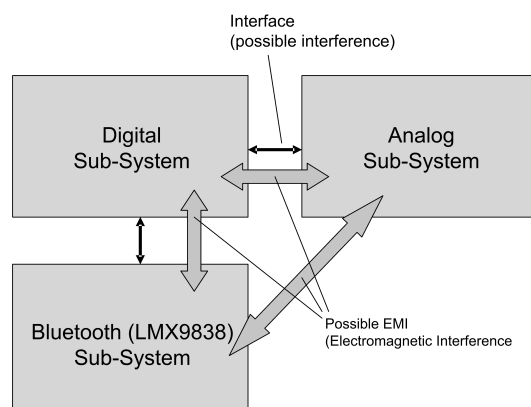 Interface
(possible interference)
Digital
Sub-System
Analog
Sub-System
Bluetooth (LMX9838)
Sub-System
Possible EMI
(Electromagnetic Interference